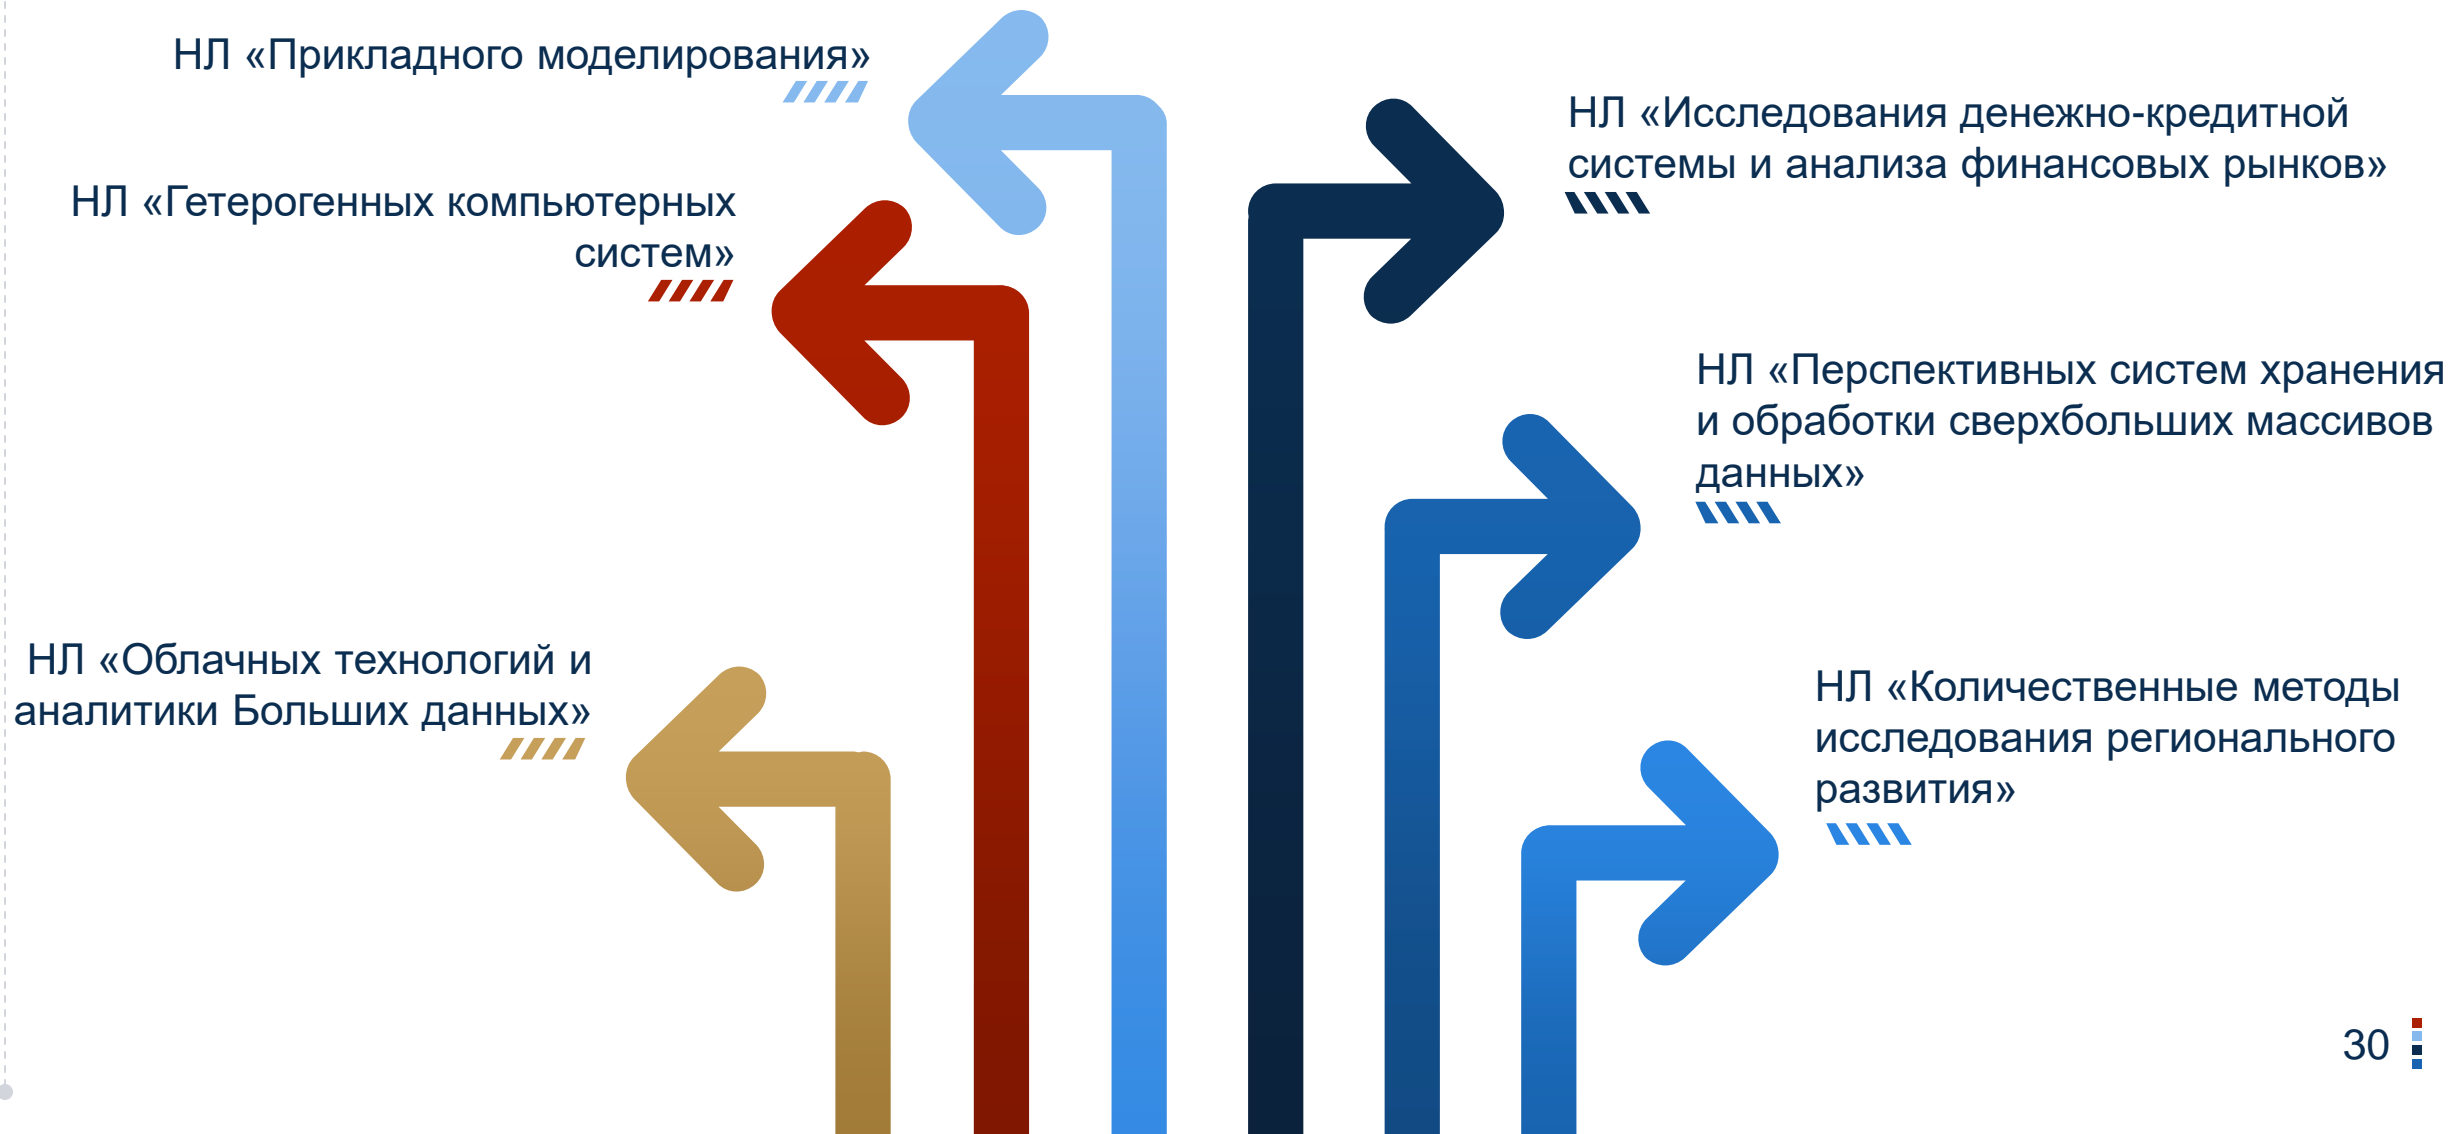 НЛ «Прикладного моделирования»
НЛ «Гетерогенных компьютерных
систем»
НЛ «Облачных технологий и
аналитики Больших данных»
НЛ «Исследования денежно-кредитной
системы и анализа финансовых рынков»
НЛ «Перспективных систем хранения
и обработки сверхбольших массивов
данных»
НЛ «Количественные методы
исследования регионального
развития»
30